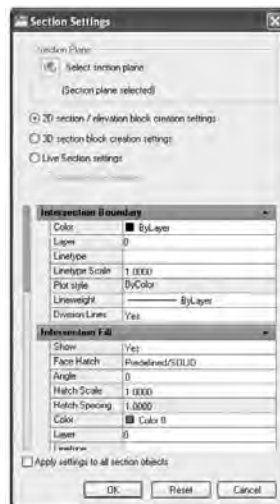 Section Settings
Section Plane
Select section plane
(Section plane selected)
2D section / elevation block creation settings
3D section block creation settings
Live Section settings
Intersection Boundary
Color ByLayer
Layer 0
Linetype
Linetype Scale 1.0000
Plot style ByColor
Lineweight ByLayer
Division Lines Yes
Intersection Fill
Show Yes
Face Hatch Predefined/SOLID
Angle 0
Hatch Scale 1.0000
Hatch Spacing 1.0000
Color Color 8
Layer 0
Linetype
Apply settings to all section objects
OK Reset Cancel